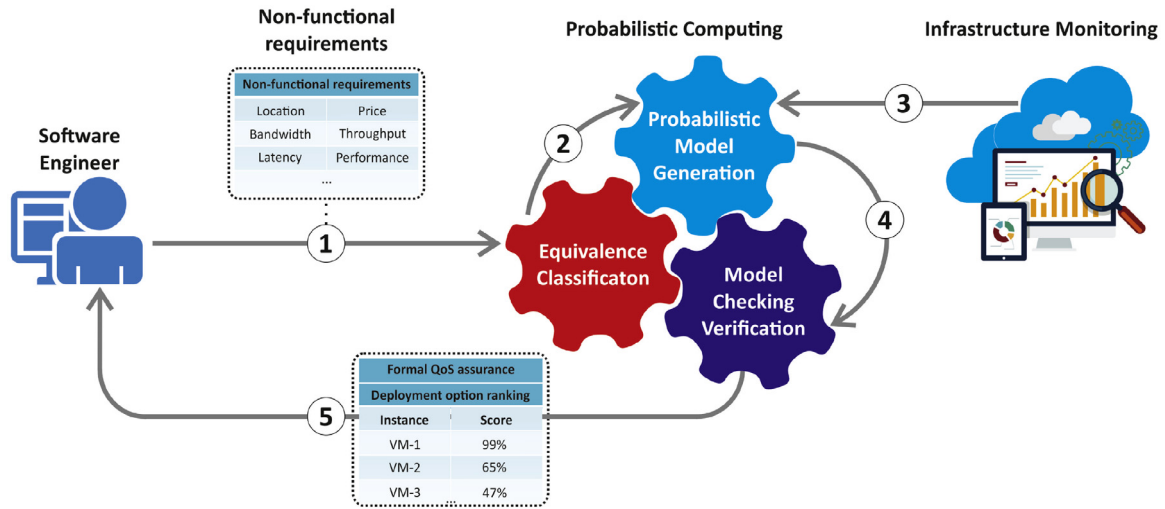 Non-functional
requirements
Probabilistic Computing
Infrastructure Monitoring
Non-functional requirements
Location Price
Bandwidth Throughput
Latency Performance
...
Software
Engineer
1
2
3
4
Probabilistic
Model
Generation
Equivalence
Classificaton
Model
Checking
Verification
5
Formal QoS assurance
Deployment option ranking
Instance Score
VM-1 99%
VM-2 65%
VM-3 47%
...